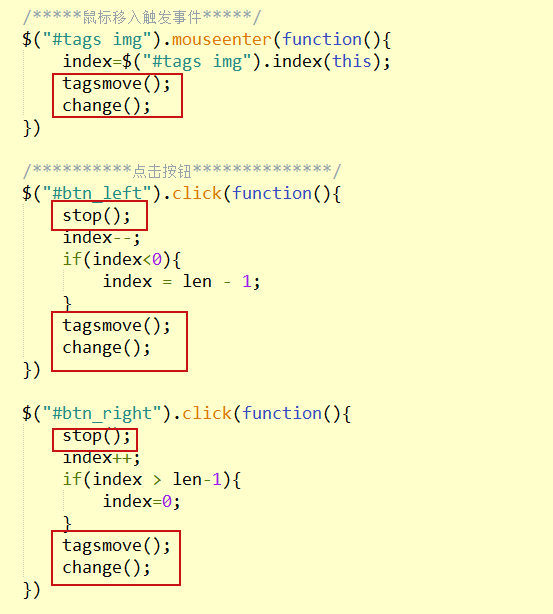 /*****鼠标移入触发事件*****/
$("#tags img").mouseenter(function(){
    index=$("#tags img").index(this);
    tagsmove();
    change();
})

/**********点击按钮**************/
$("#btn_left").click(function(){
    stop();
    index--;
    if(index<0){
        index = len - 1;
    }
    tagsmove();
    change();
})

$("#btn_right").click(function(){
    stop();
    index++;
    if(index > len-1){
        index=0;
    }
    tagsmove();
    change();
})